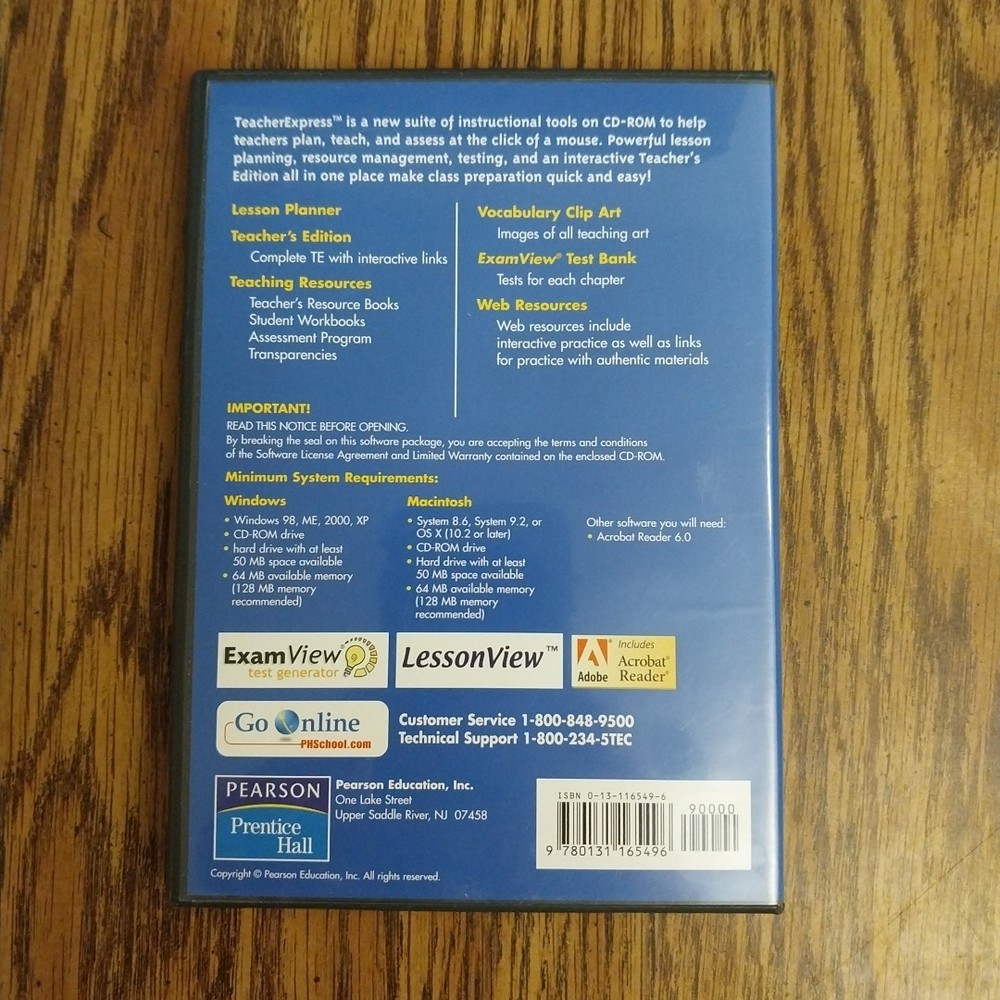 TeacherExpress™ is a new suite of instructional tools on CD-ROM to help
teachers plan, teach, and assess at the click of a mouse. Powerful lesson
planning, resource management, testing, and an interactive Teacher's
Edition all in one place make class preparation quick and easy!
Lesson Planner
Teacher's Edition
Complete TE with interactive links
Teaching Resources
Teacher's Resource Books
Student Workbooks
Assessment Program
Transparencies
Vocabulary Clip Art
Images of all teaching art
ExamView® Test Bank
Tests for each chapter
Web Resources
Web resources include
interactive practice as well as links
for practice with authentic materials
IMPORTANT!
READ THIS NOTICE BEFORE OPENING.
By breaking the seal on this software package, you are accepting the terms and conditions
of the Software License Agreement and Limited Warranty contained on the enclosed CD-ROM.
Minimum System Requirements:
Windows
• Windows 98, ME, 2000, XP
• CD-ROM drive
• hard drive with at least
50 MB space available
• 64 MB available memory
(128 MB memory
recommended)
Macintosh
• System 8.6, System 9.2, or
OS X (10.2 or later)
• CD-ROM drive
• Hard drive with at least
50 MB space available
• 64 MB available memory
(128 MB memory
recommended)
Other software you will need:
• Acrobat Reader 6.0
ExamView®
test generator
LessonView™
Adobe
Includes
Acrobat®
Reader®
Go Online
PHSchool.com
Customer Service 1-800-848-9500
Technical Support 1-800-234-5TEC
PEARSON
Prentice
Hall
Pearson Education, Inc.
One Lake Street
Upper Saddle River, NJ 07458
ISBN 0-13-116549-6
90000
9 780131 165496
Copyright © Pearson Education, Inc. All rights reserved.